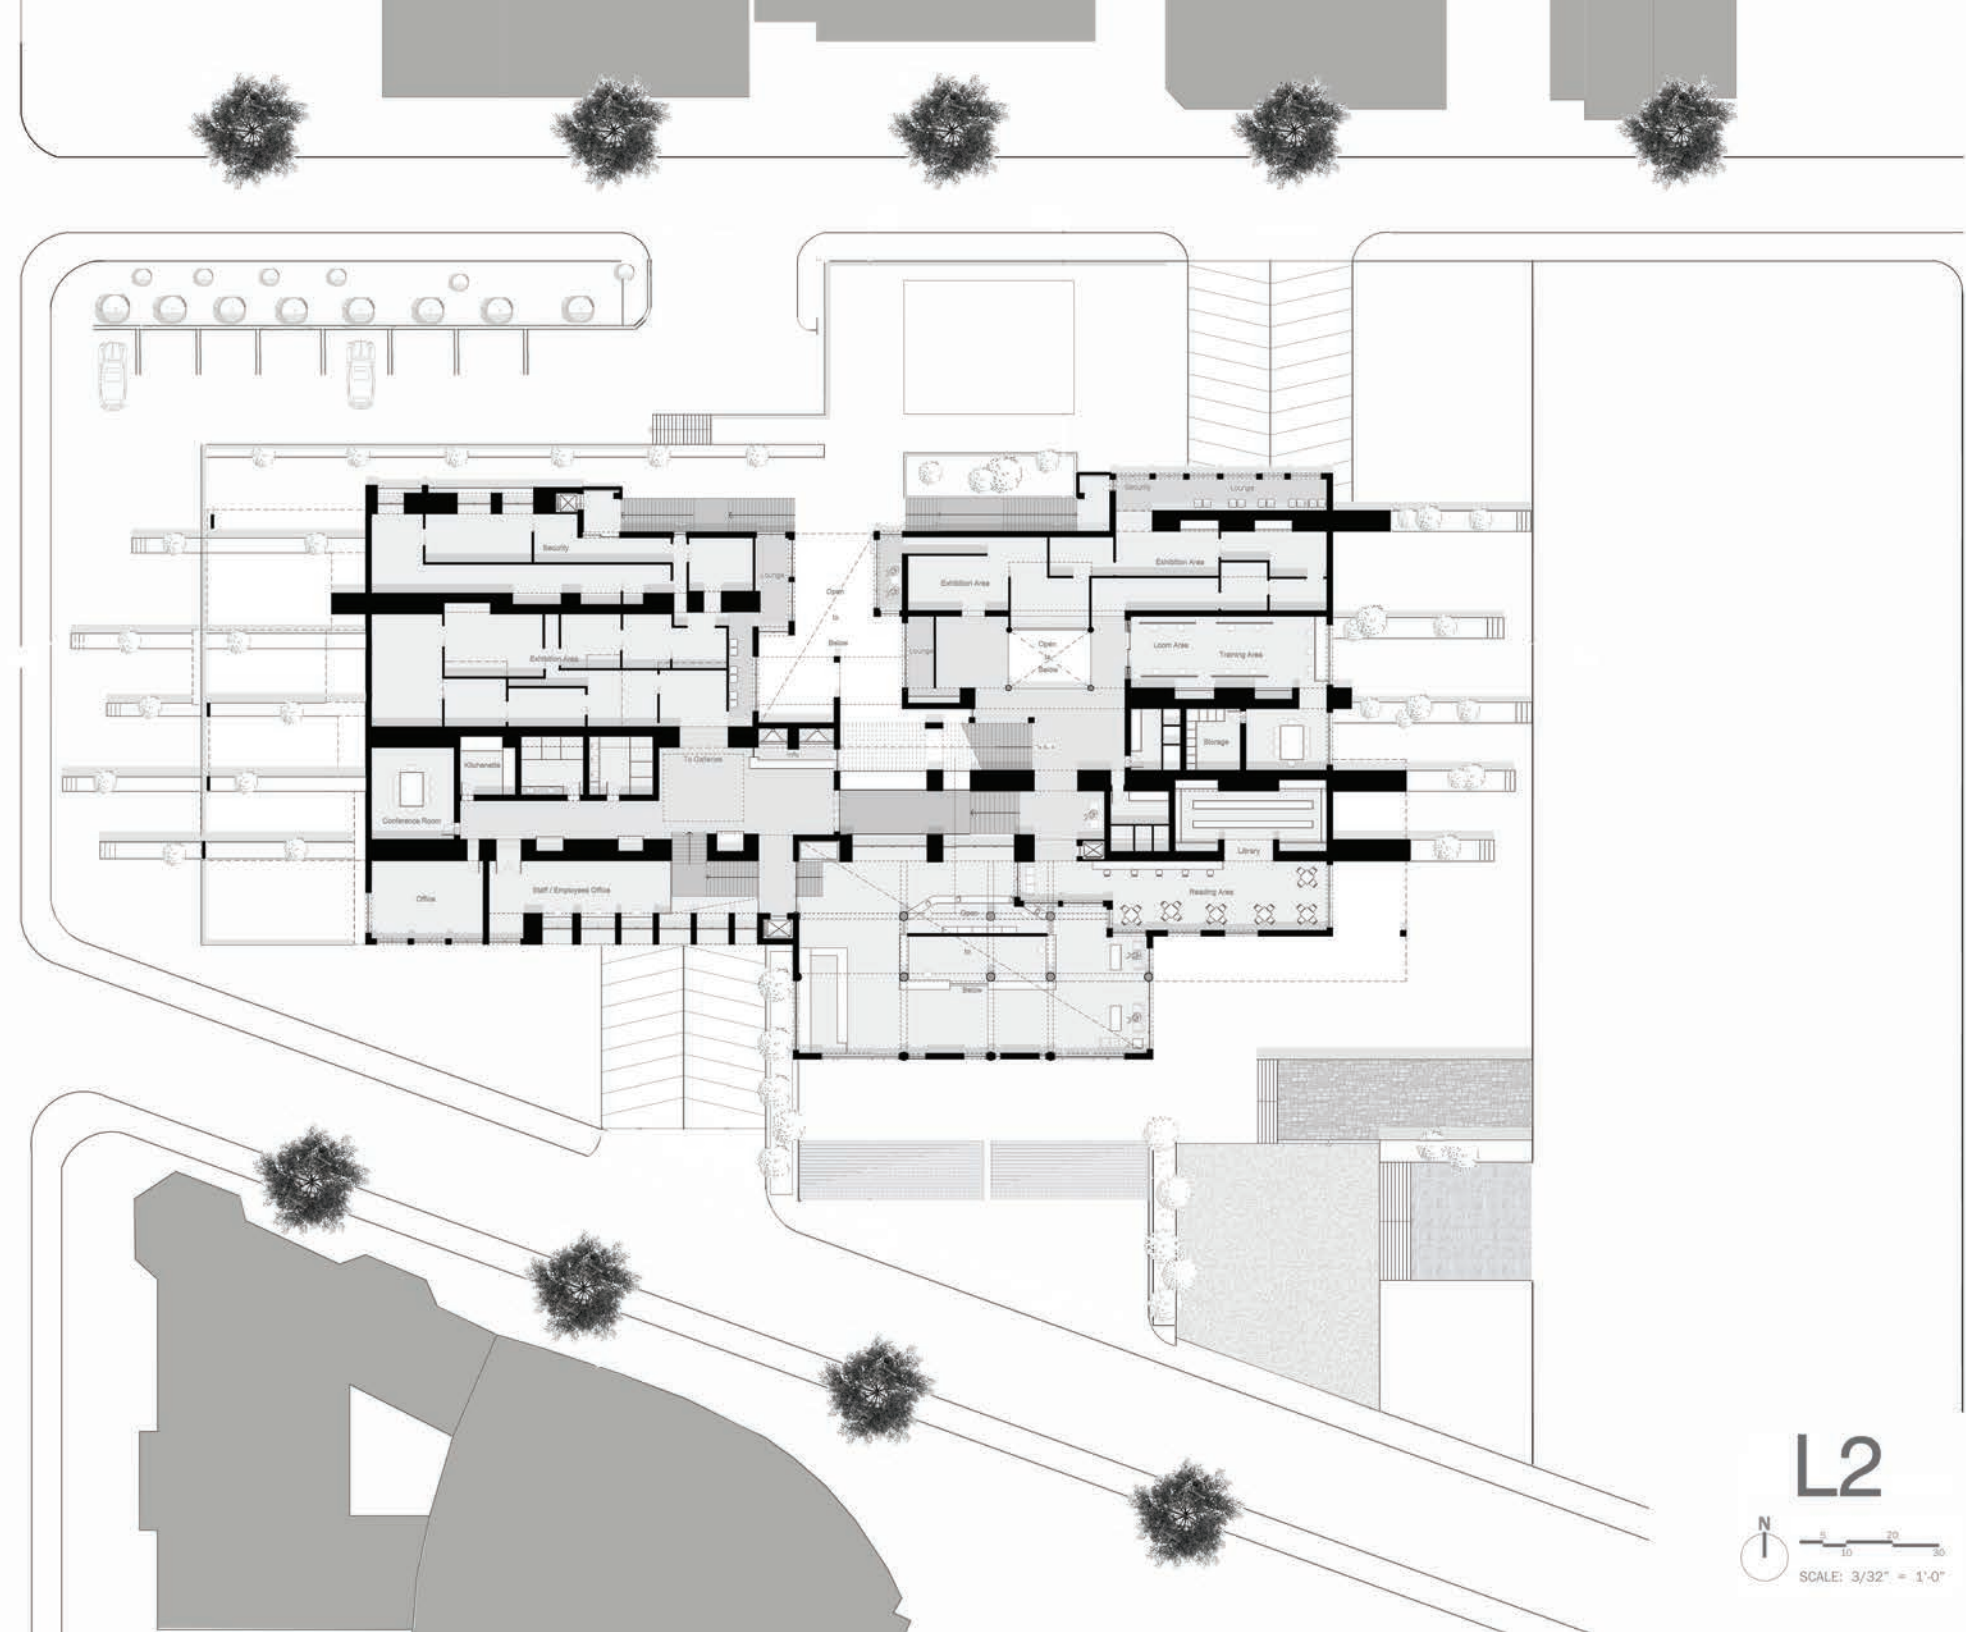 Security
Lounge
Security
Exhibition Area
Exhibition Area
Lounge
Open
to
Below
Open
to
Below
Loom Area
Training Area
Lounge
Exhibition Area
Storage
To Galleries
Kitchenette
Conference Room
Library
Staff / Employees Office
Reading Area
Office
Open
to
Below
L2
N
5 20
10 30
SCALE: 3/32" = 1'-0"